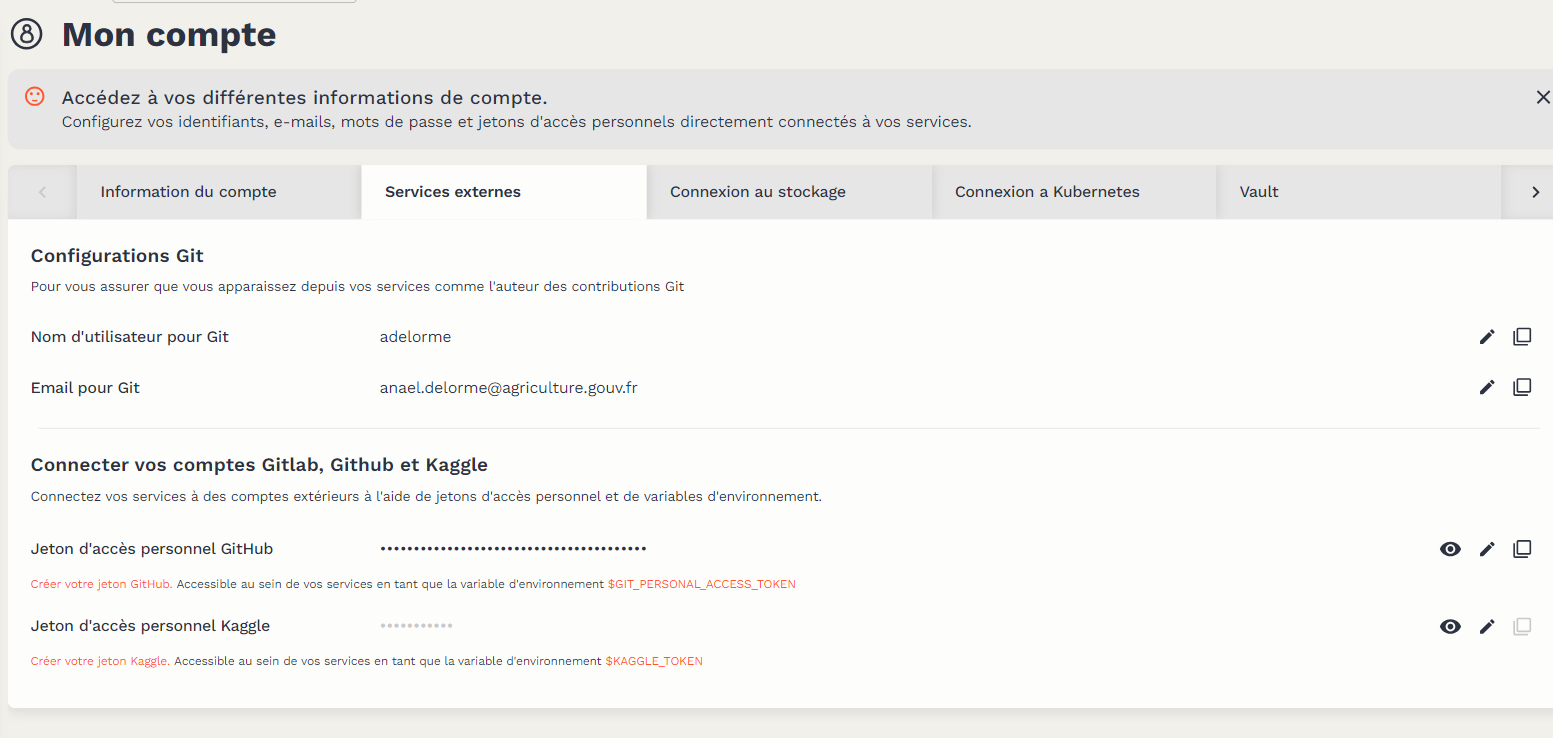 Mon compte
Accédez à vos différentes informations de compte.
Configurez vos identifiants, e-mails, mots de passe et jetons d'accès personnels directement connectés à vos services.
Information du compte
Services externes
Connexion au stockage
Connexion a Kubernetes
Vault
Configurations Git
Pour vous assurer que vous apparaissez depuis vos services comme l'auteur des contributions Git
Nom d'utilisateur pour Git adelorme
Email pour Git anael.delorme@agriculture.gouv.fr
Connecter vos comptes Gitlab, Github et Kaggle
Connectez vos services à des comptes extérieurs à l'aide de jetons d'accès personnel et de variables d'environnement.
Jeton d'accès personnel GitHub ••••••••••••••••••••••••••••••••••••••••
Créer votre jeton GitHub. Accessible au sein de vos services en tant que la variable d'environnement $GIT_PERSONAL_ACCESS_TOKEN
Jeton d'accès personnel Kaggle •••••••••••
Créer votre jeton Kaggle. Accessible au sein de vos services en tant que la variable d'environnement $KAGGLE_TOKEN